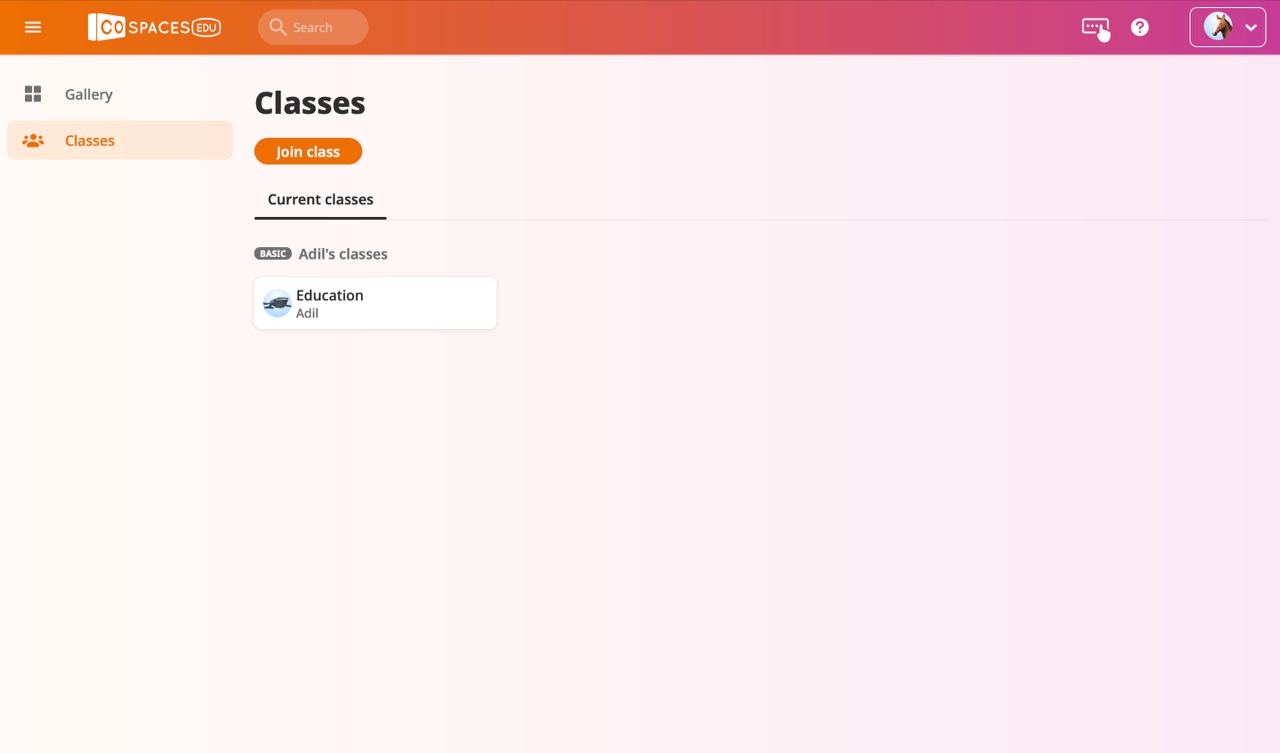 CO SPACES EDU
Search
Gallery
Classes
Classes
Join class
Current classes
BASIC Adil's classes
Education
Adil